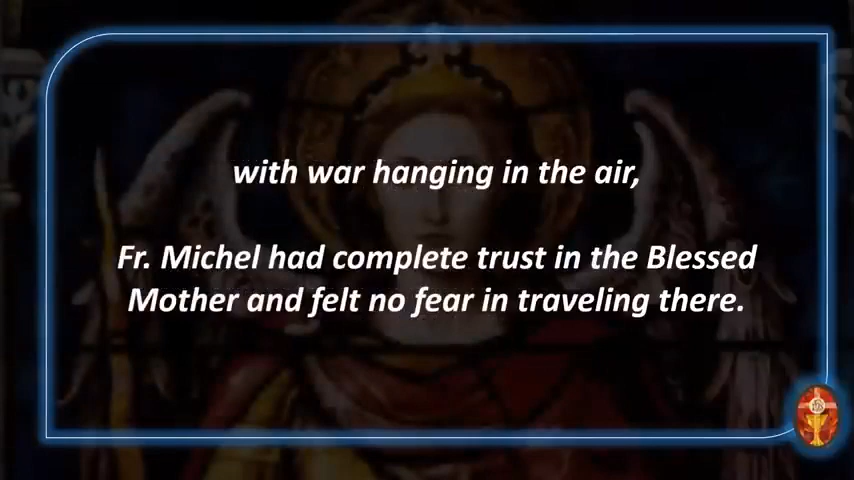 with war hanging in the air,
Fr. Michel had complete trust in the Blessed
Mother and felt no fear in traveling there.